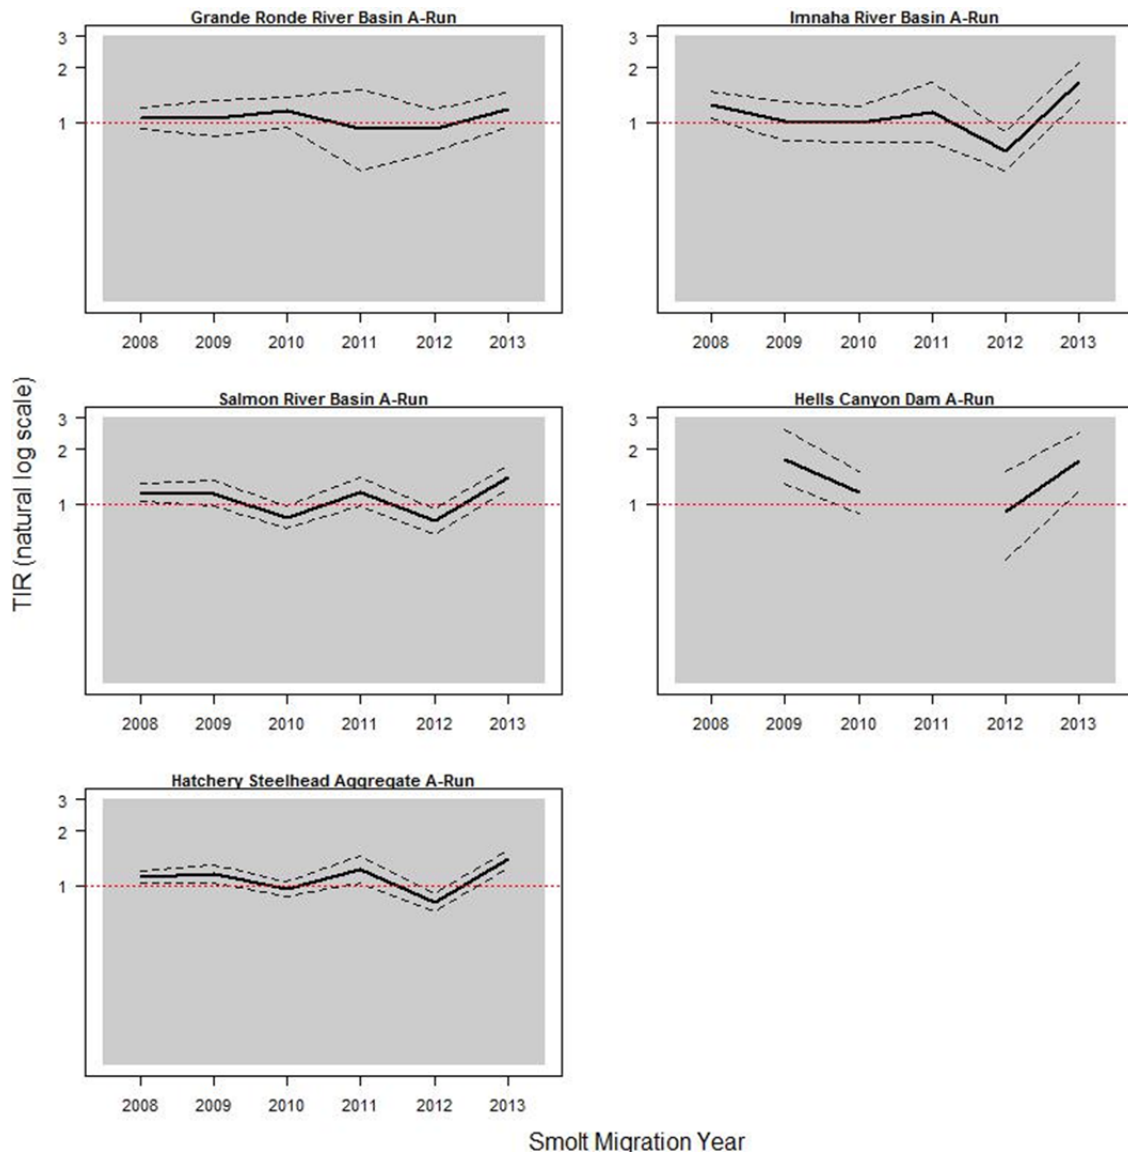 Grande Ronde River Basin A-Run
3
2
1
2008 2009 2010 2011 2012 2013
Imnaha River Basin A-Run
3
2
1
2008 2009 2010 2011 2012 2013
TIR (natural log scale)
Salmon River Basin A-Run
3
2
1
2008 2009 2010 2011 2012 2013
Hells Canyon Dam A-Run
3
2
1
2008 2009 2010 2011 2012 2013
Hatchery Steelhead Aggregate A-Run
3
2
1
2008 2009 2010 2011 2012 2013
Smolt Migration Year